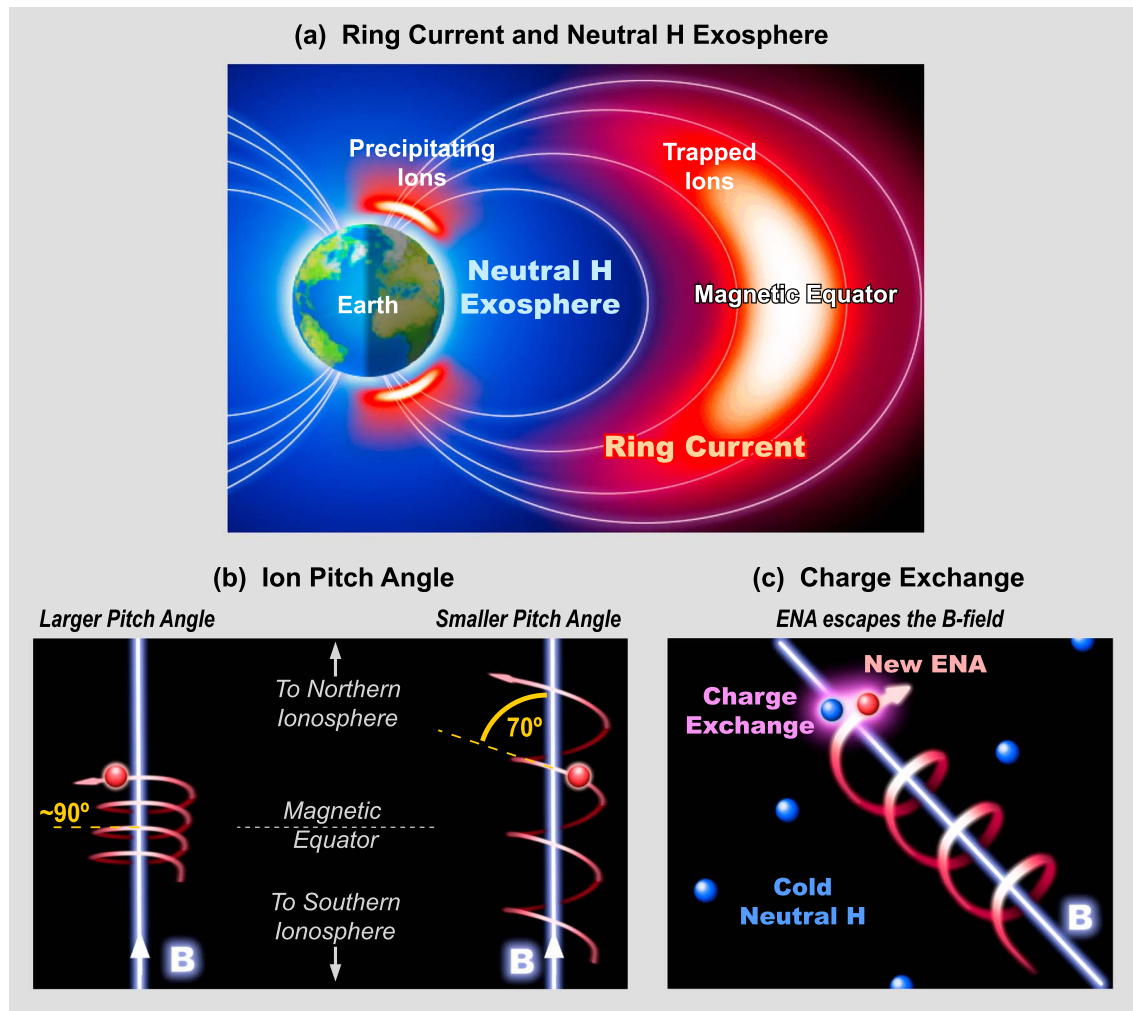 (a) Ring Current and Neutral H Exosphere
Precipitating
Ions
Trapped
Ions
Neutral H
Exosphere
Earth
Magnetic Equator
Ring Current
(b) Ion Pitch Angle
Larger Pitch Angle
Smaller Pitch Angle
To Northern
Ionosphere
70º
~90º
Magnetic
Equator
To Southern
Ionosphere
B
B
(c) Charge Exchange
ENA escapes the B-field
New ENA
Charge
Exchange
Cold
Neutral H
B